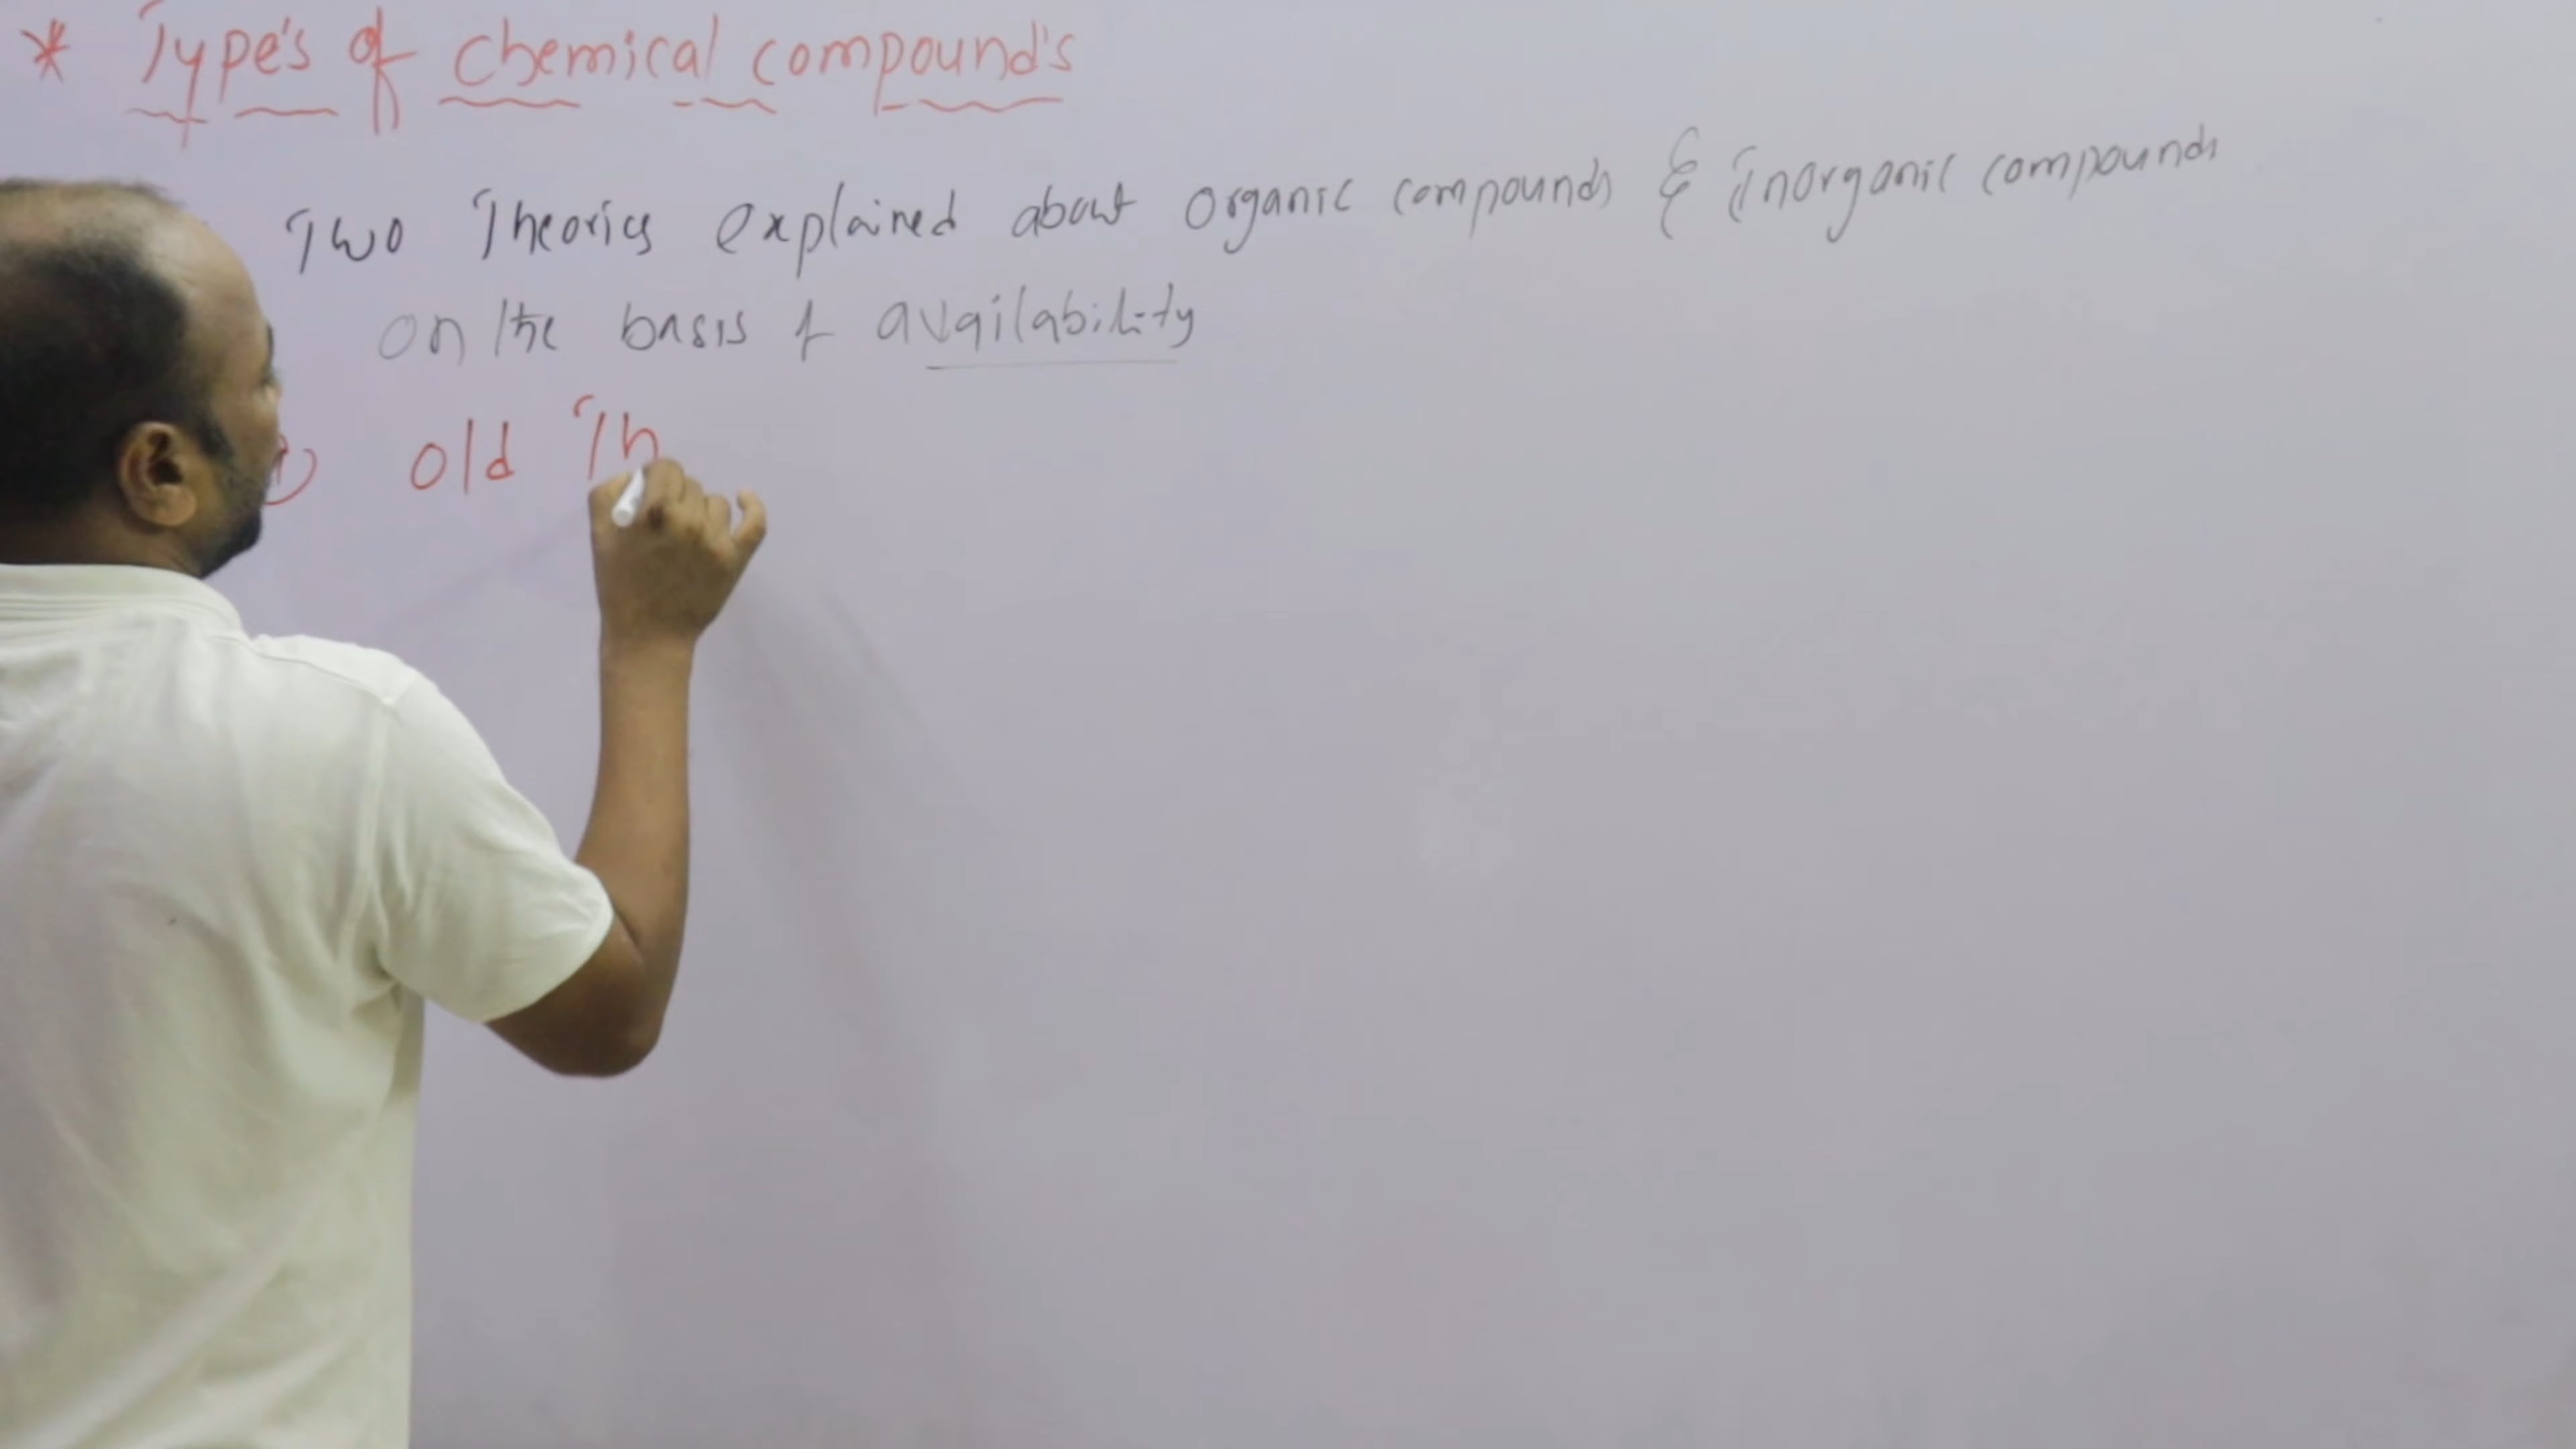 * Type's of chemical compound's
Two Theories explained about organic compounds & inorganic compounds
on the basis of availability
1) old Th